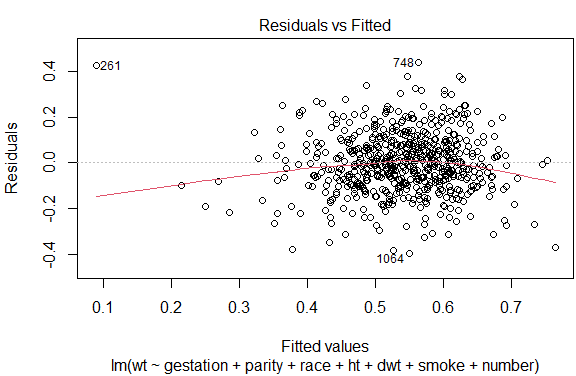 Residuals vs Fitted
Residuals
0.4
0.2
0.0
-0.2
-0.4
261
748
1064
0.1 0.2 0.3 0.4 0.5 0.6 0.7
Fitted values
lm(wt ~ gestation + parity + race + ht + dwt + smoke + number)